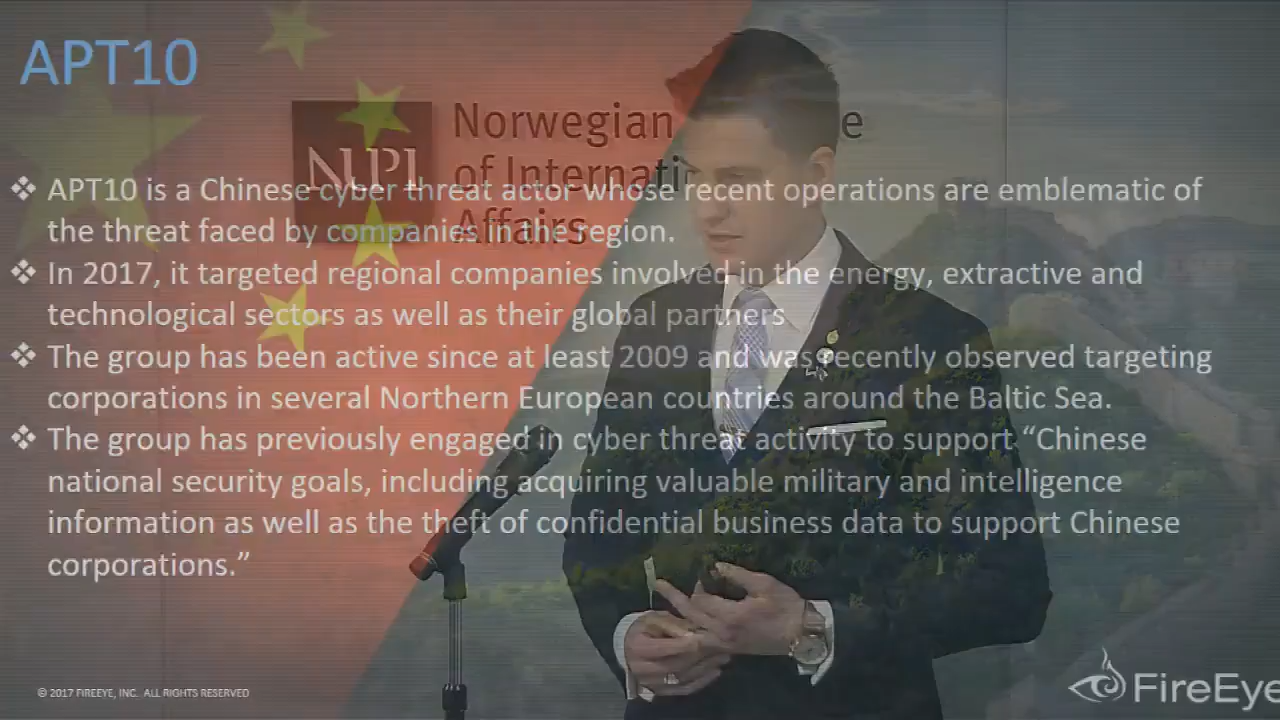 APT10
NUPI
Norwegian
e
of Internati
Affairs
❖ APT10 is a Chinese cyber threat actor whose recent operations are emblematic of
the threat faced by companies in the region.
❖ In 2017, it targeted regional companies involved in the energy, extractive and
technological sectors as well as their global partners
❖ The group has been active since at least 2009 and was recently observed targeting
corporations in several Northern European countries around the Baltic Sea.
❖ The group has previously engaged in cyber threat activity to support “Chinese
national security goals, including acquiring valuable military and intelligence
information as well as the theft of confidential business data to support Chinese
corporations.”
© 2017 FIREEYE, INC. ALL RIGHTS RESERVED
FireEye